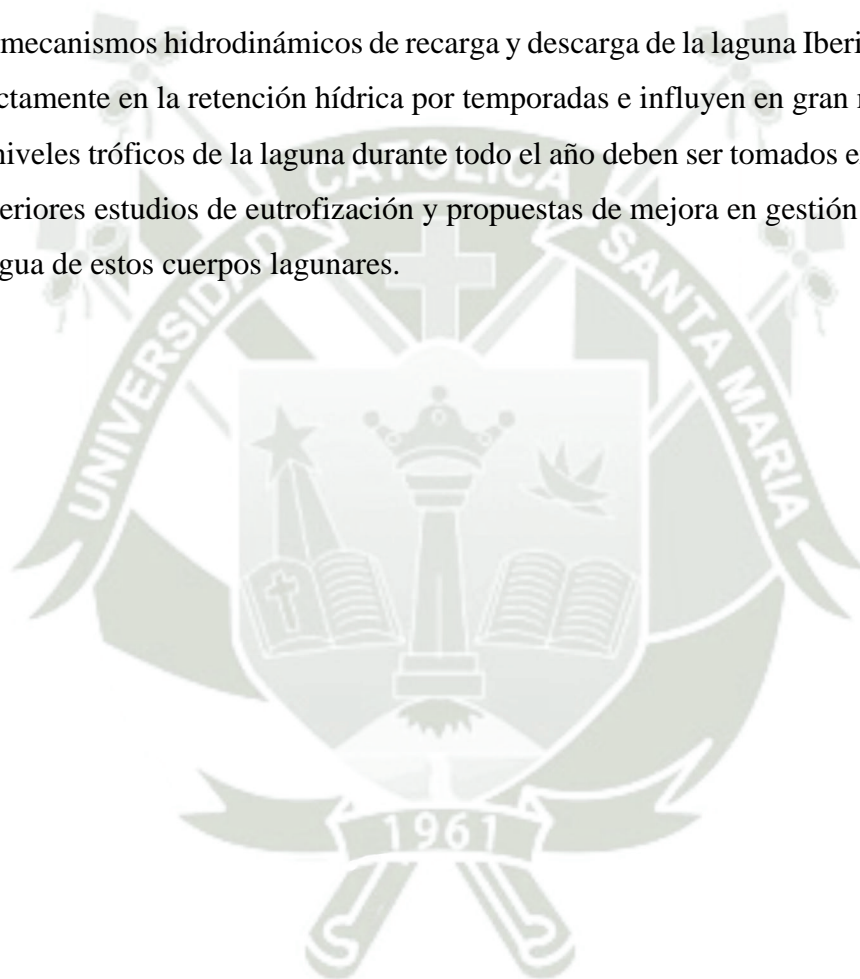 mecanismos hidrodinámicos de recarga y descarga de la laguna Iberi
ctamente en la retención hídrica por temporadas e influyen en gran
niveles tróficos de la laguna durante todo el año deben ser tomados e
eriores estudios de eutrofización y propuestas de mejora en gestión
gua de estos cuerpos lagunares.
UNIVERSIDAD CATOLICA SANTA MARIA
1961